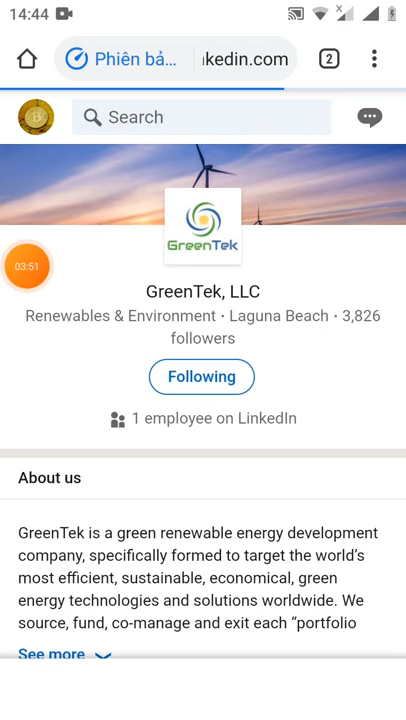 14:44
Phiên bả... kedin.com 2
Search
GreenTek
03:51
GreenTek, LLC
Renewables & Environment · Laguna Beach · 3,826
followers
Following
1 employee on LinkedIn
About us
GreenTek is a green renewable energy development
company, specifically formed to target the world’s
most efficient, sustainable, economical, green
energy technologies and solutions worldwide. We
source, fund, co-manage and exit each “portfolio
See more